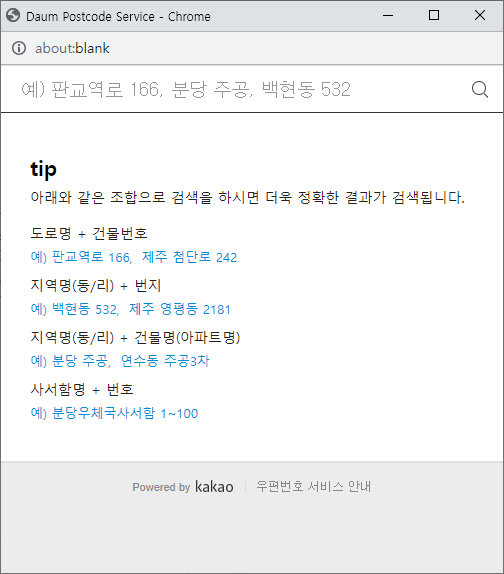 Daum Postcode Service - Chrome
about:blank
예) 판교역로 166, 분당 주공, 백현동 532
tip
아래와 같은 조합으로 검색을 하시면 더욱 정확한 결과가 검색됩니다.
도로명 + 건물번호
예) 판교역로 166, 제주 첨단로 242
지역명(동/리) + 번지
예) 백현동 532, 제주 영평동 2181
지역명(동/리) + 건물명(아파트명)
예) 분당 주공, 연수동 주공3차
사서함명 + 번호
예) 분당우체국사서함 1~100
Powered by kakao 우편번호 서비스 안내